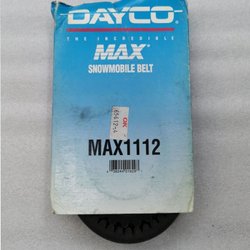 DAYCO
THE INCREDIBLE
MAX®
SNOWMOBILE BELT
MAX1112